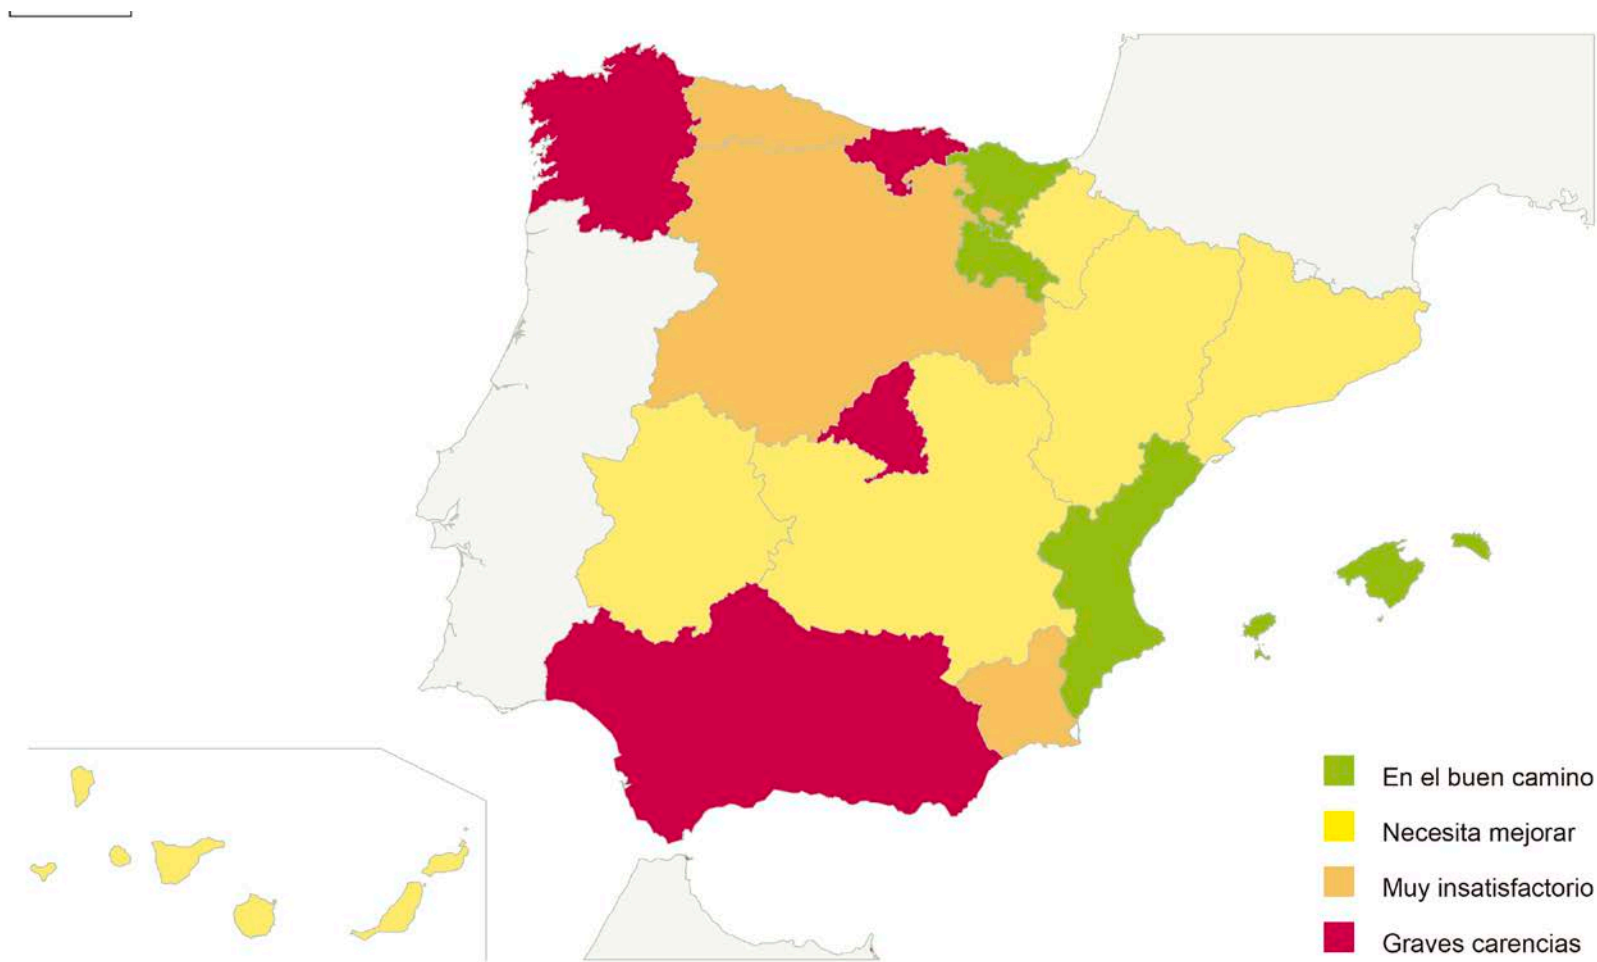 En el buen camino
Necesita mejorar
Muy insatisfactorio
Graves carencias